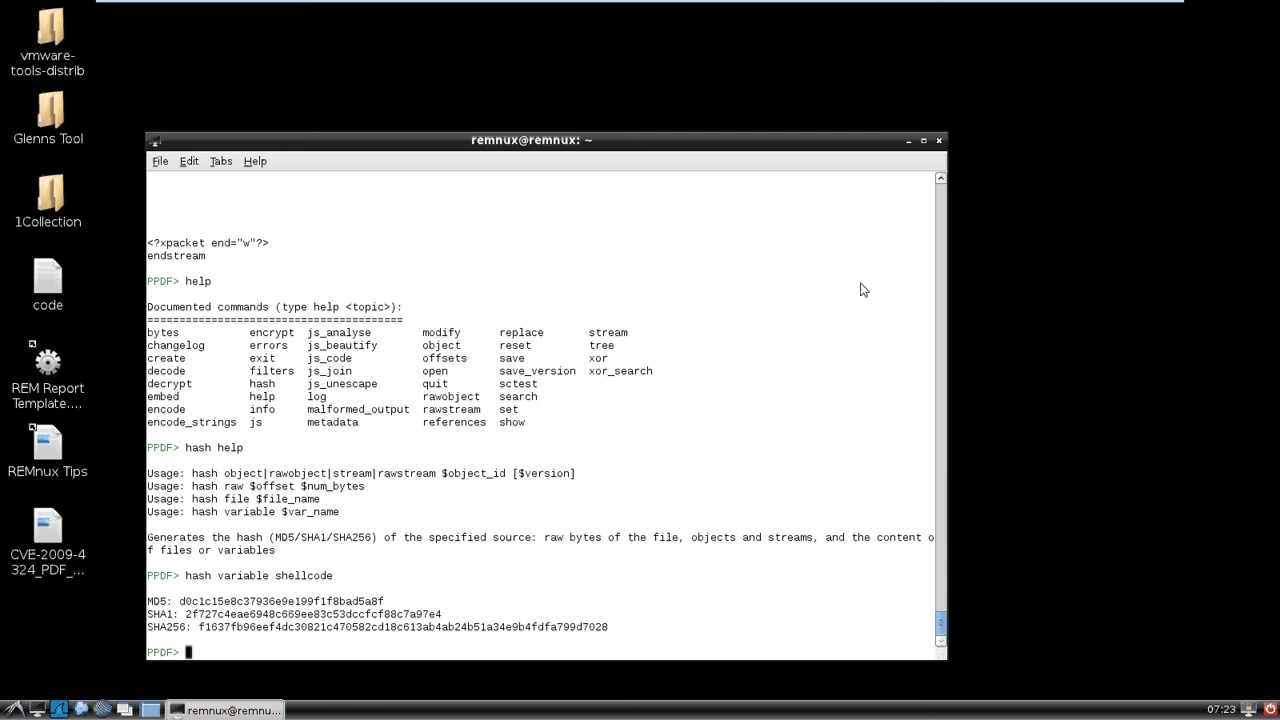 vmware-
tools-distrib
Glenns Tool
1Collection
code
REM Report
Template....
REMnux Tips
CVE-2009-4
324_PDF_...
remnux@remnux: ~
File Edit Tabs Help
<?xpacket end="w"?>
endstream
PPDF> help
Documented commands (type help <topic>):
========================================
bytes encrypt js_analyse modify replace stream
changelog errors js_beautify object reset tree
create exit js_code offsets save xor
decode filters js_join open save_version xor_search
decrypt hash js_unescape quit sctest
embed help log rawobject search
encode info malformed_output rawstream set
encode_strings js metadata references show
PPDF> hash help
Usage: hash object|rawobject|stream|rawstream $object_id [$version]
Usage: hash raw $offset $num_bytes
Usage: hash file $file_name
Usage: hash variable $var_name
Generates the hash (MD5/SHA1/SHA256) of the specified source: raw bytes of the file, objects and streams, and the content o
f files or variables
PPDF> hash variable shellcode
MD5: d0c1c15e8c37936e9e199f1f8bad5a8f
SHA1: 2f727c4eae6948c669ee83c53dccfcf88c7a97e4
SHA256: f1637fb96eef4dc30821c470582cd18c613ab4ab24b51a34e9b4fdfa799d7028
PPDF>
remnux@remnu...
07:23